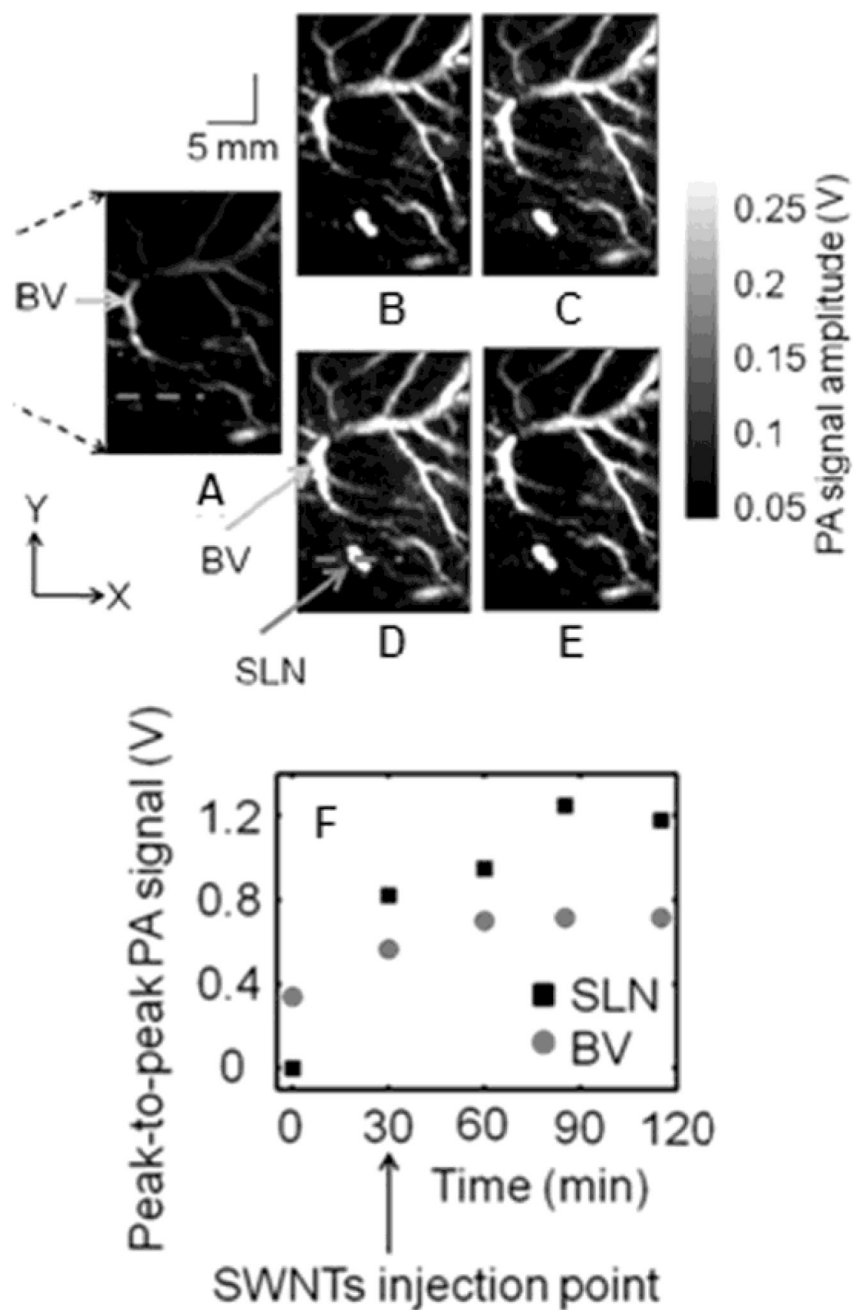 5 mm
BV
A
B
C
D
E
BV
SLN
Y
X
0.25
0.2
0.15
0.1
0.05
PA signal amplitude (V)
Peak-to-peak PA signal (V)
1.2
0.8
0.4
0
F
SLN
BV
0 30 60 90 120
Time (min)
SWNTs injection point